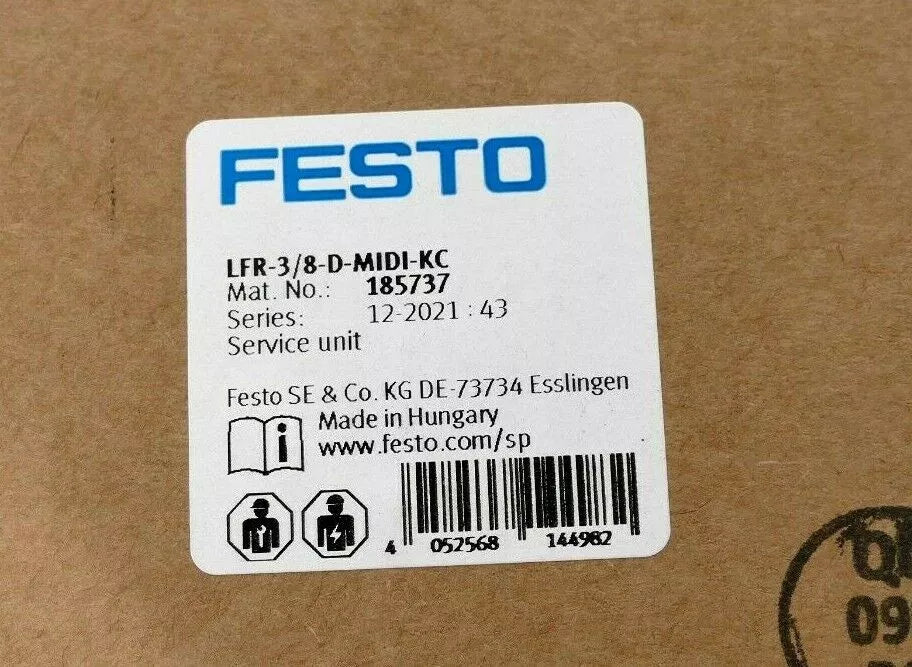 FESTO
LFR-3/8-D-MIDI-KC
Mat. No.: 185737
Series: 12-2021 : 43
Service unit
Festo SE & Co. KG DE-73734 Esslingen
Made in Hungary
www.festo.com/sp
4 052568 144982
09